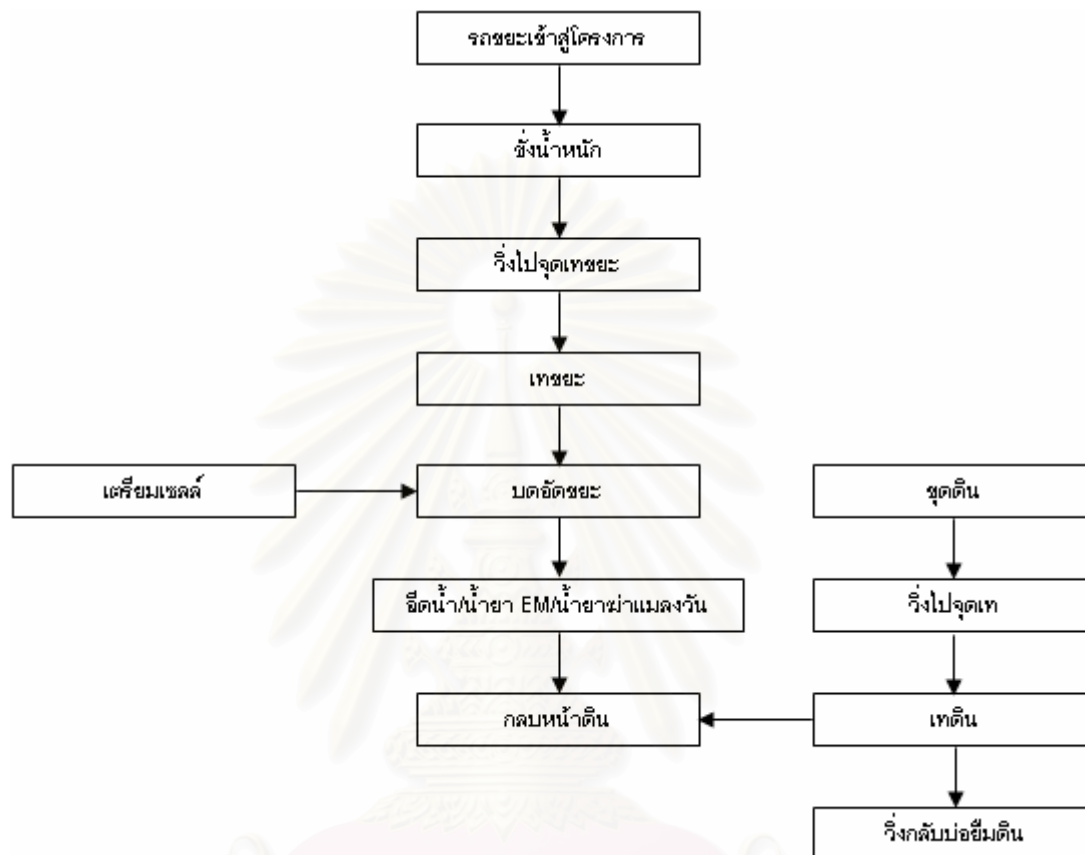 รถขยะเข้าสู่โครงการ
ชั่งน้ำหนัก
วิ่งไปจุดเทขยะ
เทขยะ
เตรียมเซลล์
บดอัดขยะ
ขุดดิน
ฉีดน้ำ/น้ำยา EM/น้ำยาฆ่าแมลงวัน
วิ่งไปจุดเท
กลบหน้าดิน
เทดิน
วิ่งกลับบ่อยืมดิน